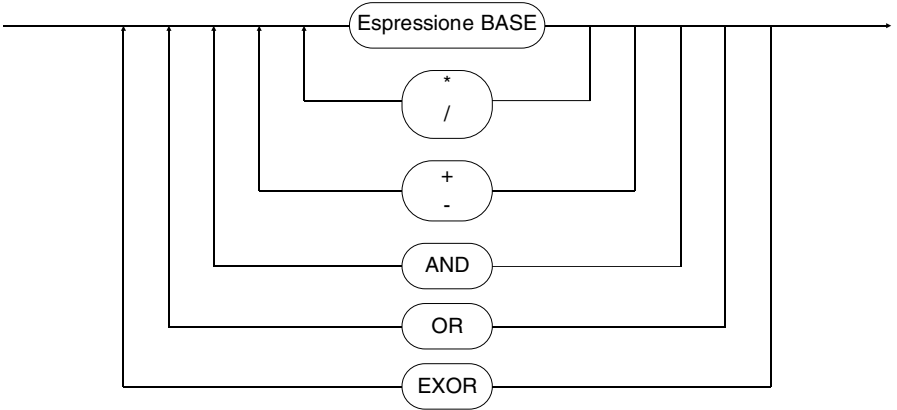 Espressione BASE
*
/
+
-
AND
OR
EXOR